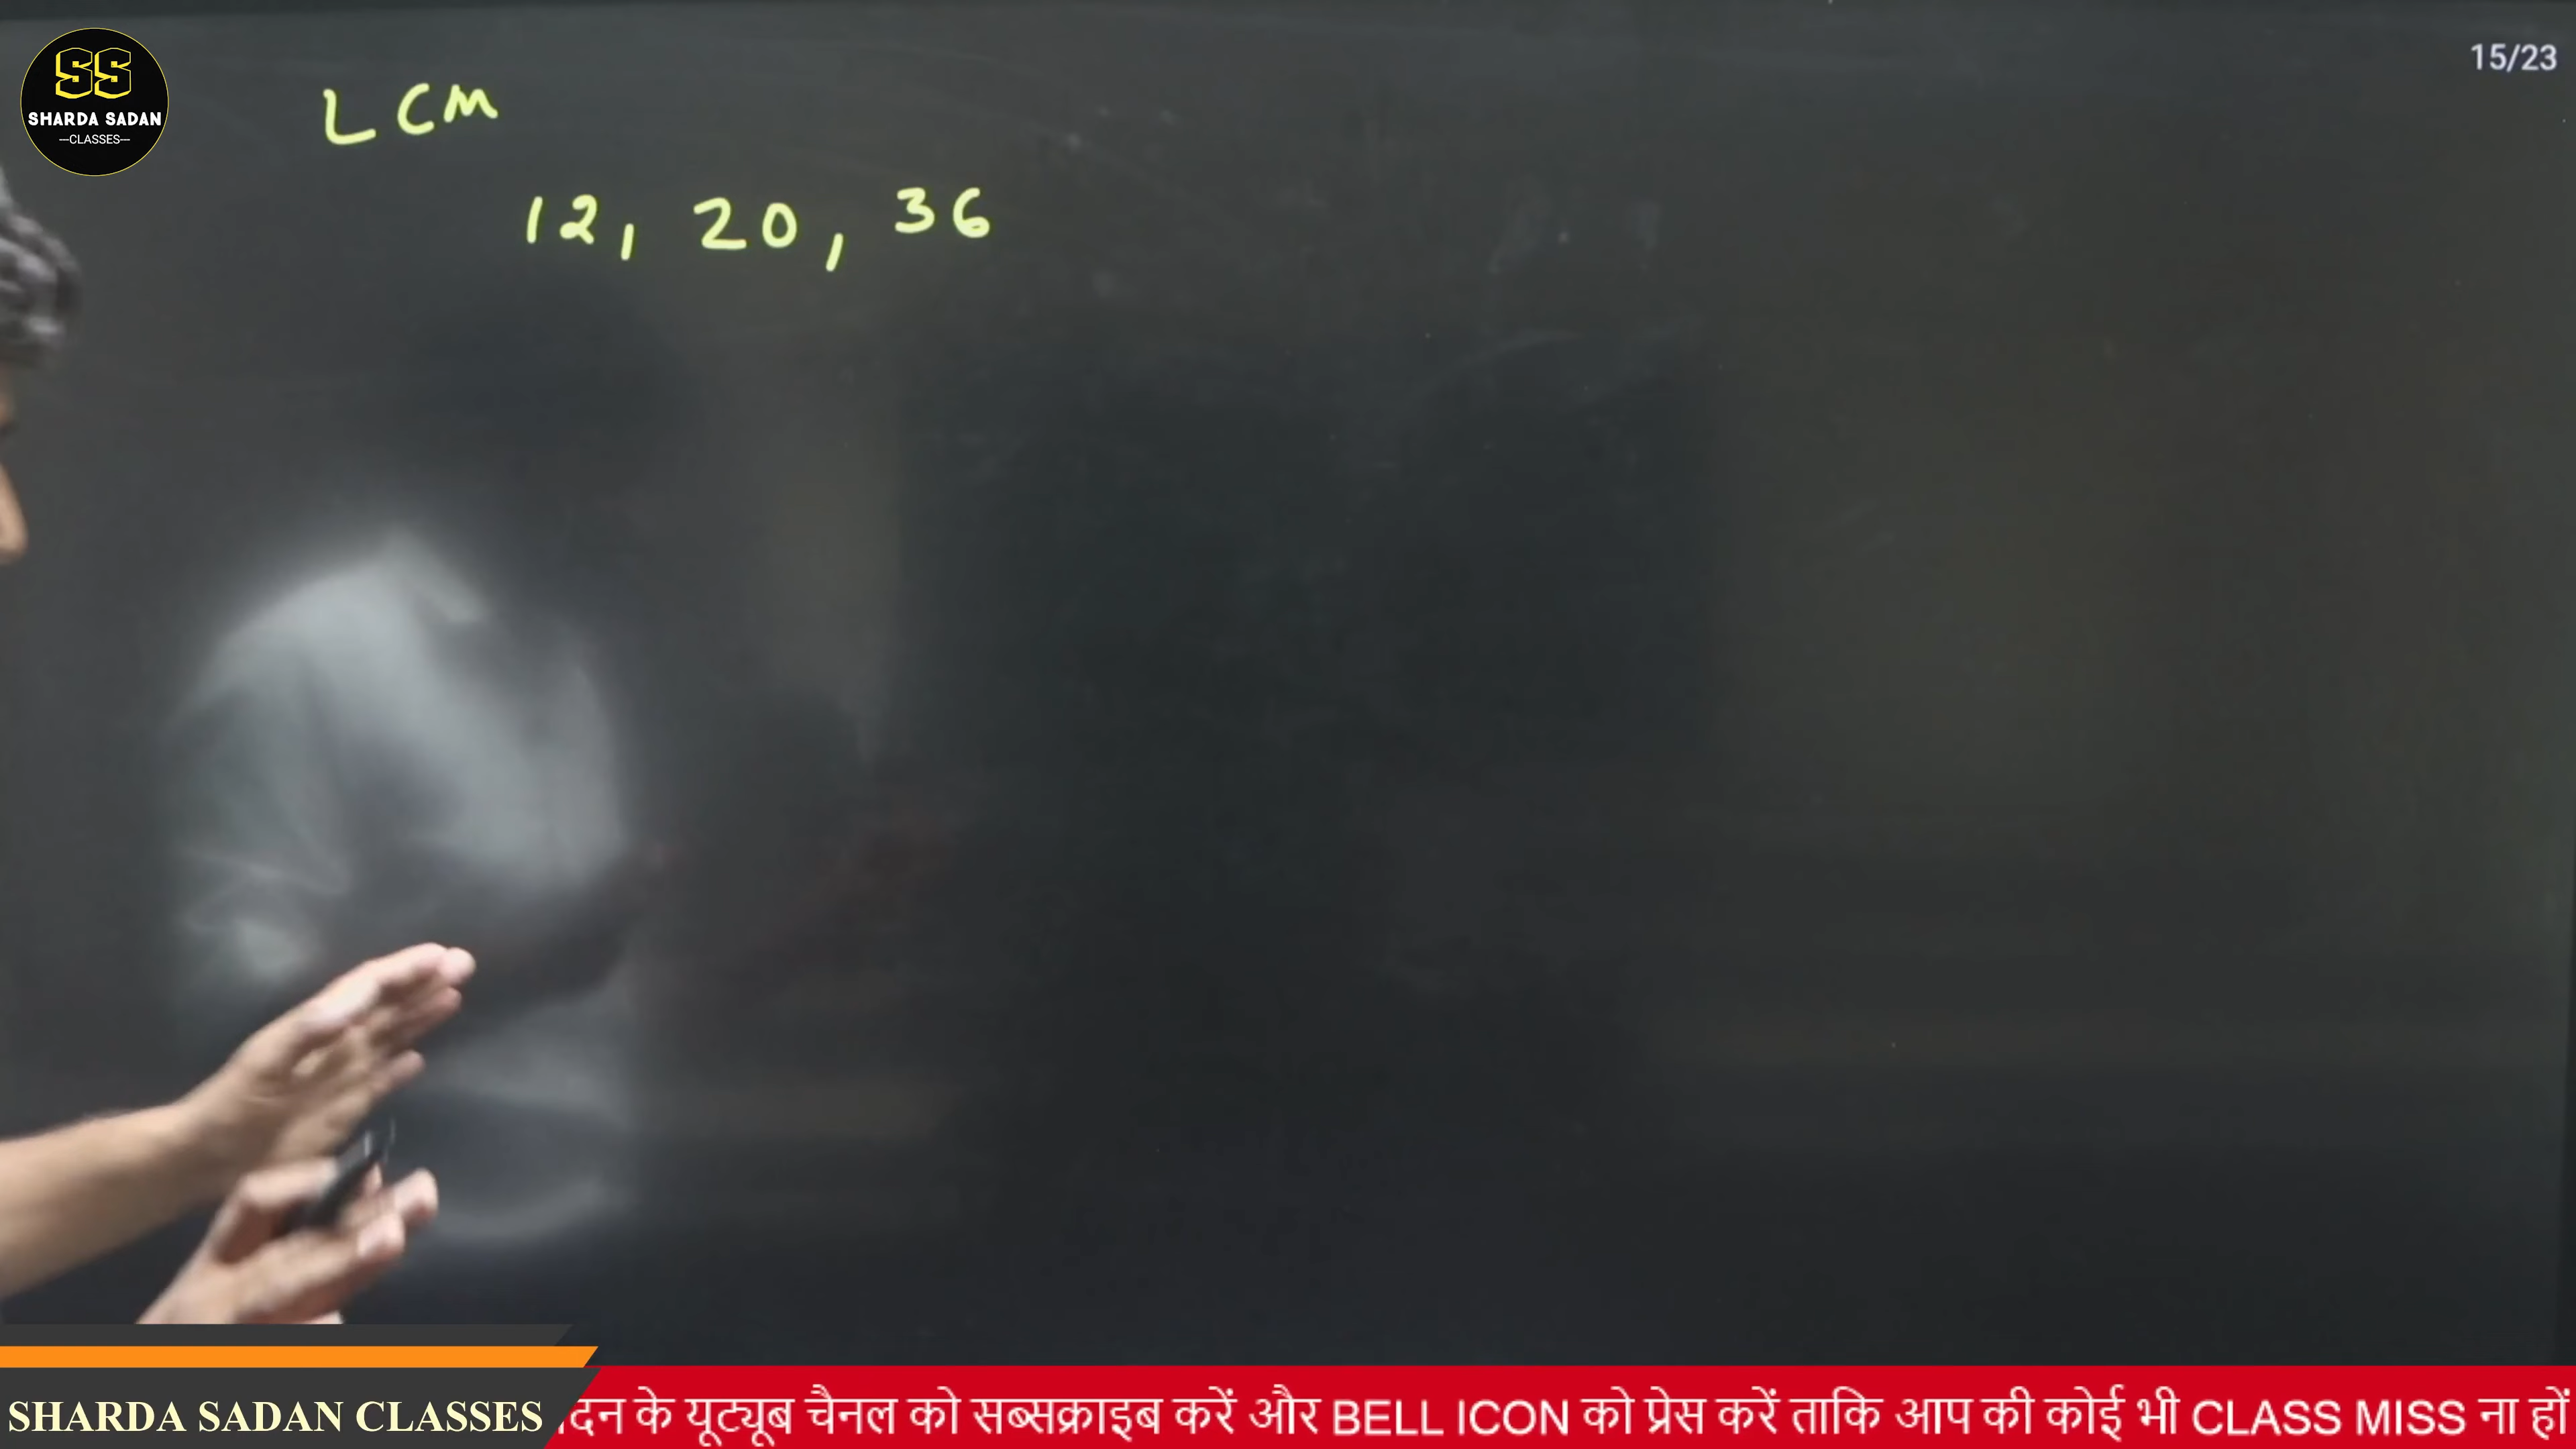 SS
SHARDA SADAN
—CLASSES—
15/23
LCM
12, 20, 36
SHARDA SADAN CLASSES
के यूट्यूब चैनल को सब्सक्राइब करें और BELL ICON को प्रेस करें ताकि आप की कोई भी CLASS MISS ना हों